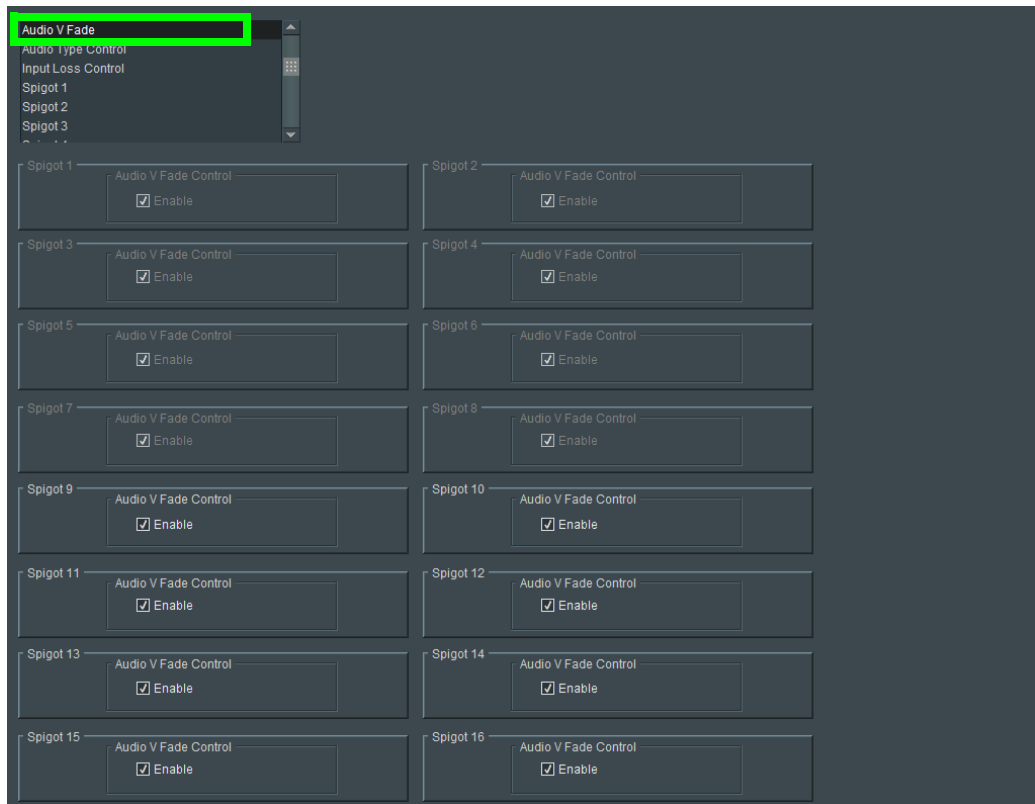 Audio V Fade
Audio Type Control
Input Loss Control
Spigot 1
Spigot 2
Spigot 3
Spigot 1
Audio V Fade Control
Enable
Spigot 2
Audio V Fade Control
Enable
Spigot 3
Audio V Fade Control
Enable
Spigot 4
Audio V Fade Control
Enable
Spigot 5
Audio V Fade Control
Enable
Spigot 6
Audio V Fade Control
Enable
Spigot 7
Audio V Fade Control
Enable
Spigot 8
Audio V Fade Control
Enable
Spigot 9
Audio V Fade Control
Enable
Spigot 10
Audio V Fade Control
Enable
Spigot 11
Audio V Fade Control
Enable
Spigot 12
Audio V Fade Control
Enable
Spigot 13
Audio V Fade Control
Enable
Spigot 14
Audio V Fade Control
Enable
Spigot 15
Audio V Fade Control
Enable
Spigot 16
Audio V Fade Control
Enable